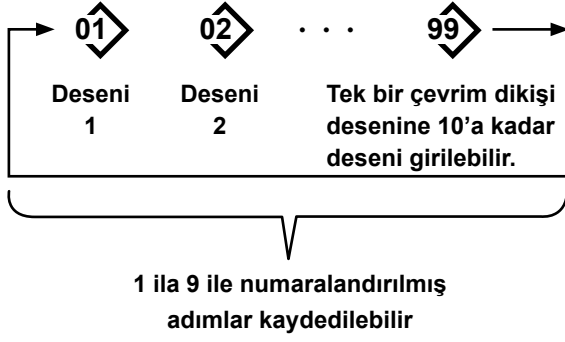 01 02 . . . 99
Deseni 1
Deseni 2
Tek bir çevrim dikişi
desenine 10’a kadar
deseni girilebilir.
1 ila 9 ile numaralandırılmış
adımlar kaydedilebilir